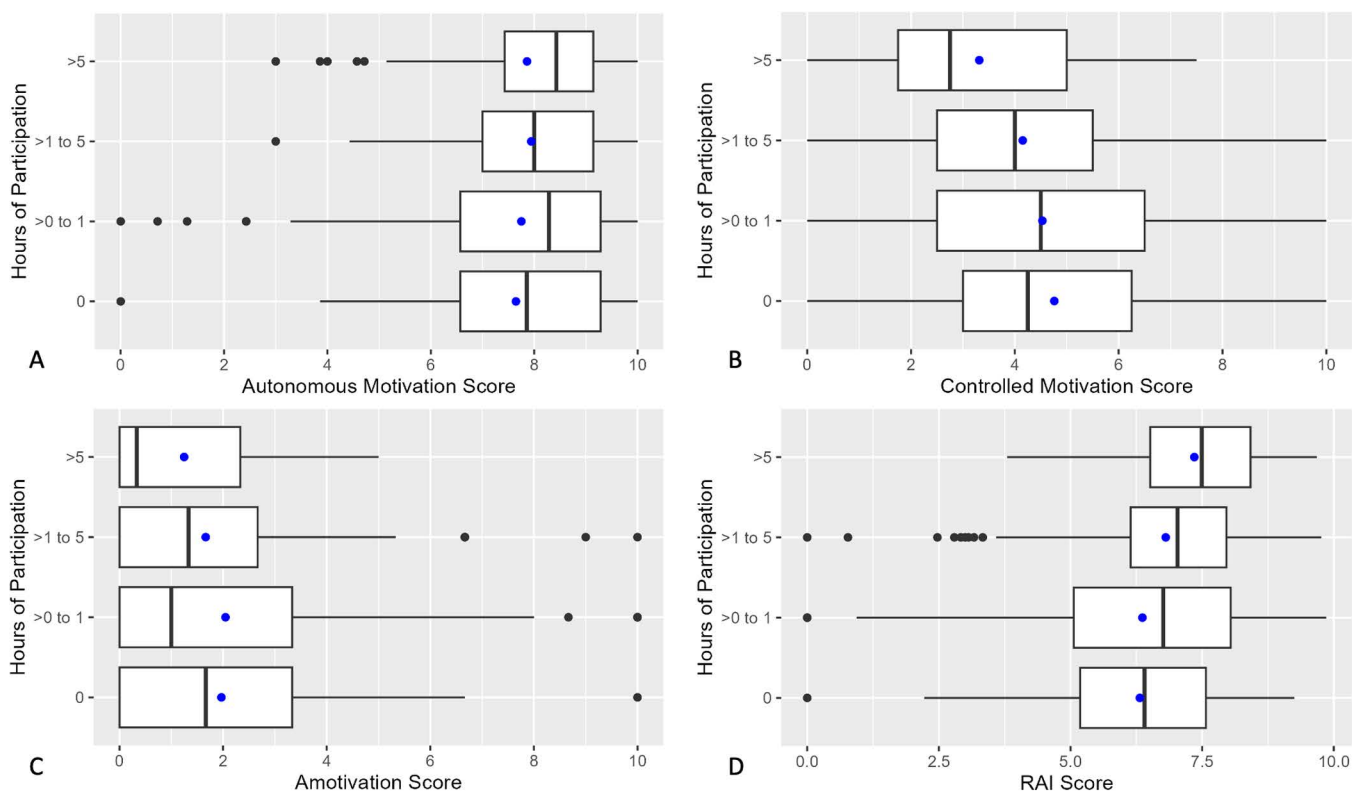 Hours of Participation
>5
>1 to 5
>0 to 1
0
0 2 4 6 8 10
Autonomous Motivation Score
A
Hours of Participation
>5
>1 to 5
>0 to 1
0
0 2 4 6 8 10
Controlled Motivation Score
B
Hours of Participation
>5
>1 to 5
>0 to 1
0
0 2 4 6 8 10
Amotivation Score
C
Hours of Participation
>5
>1 to 5
>0 to 1
0
0.0 2.5 5.0 7.5 10.0
RAI Score
D